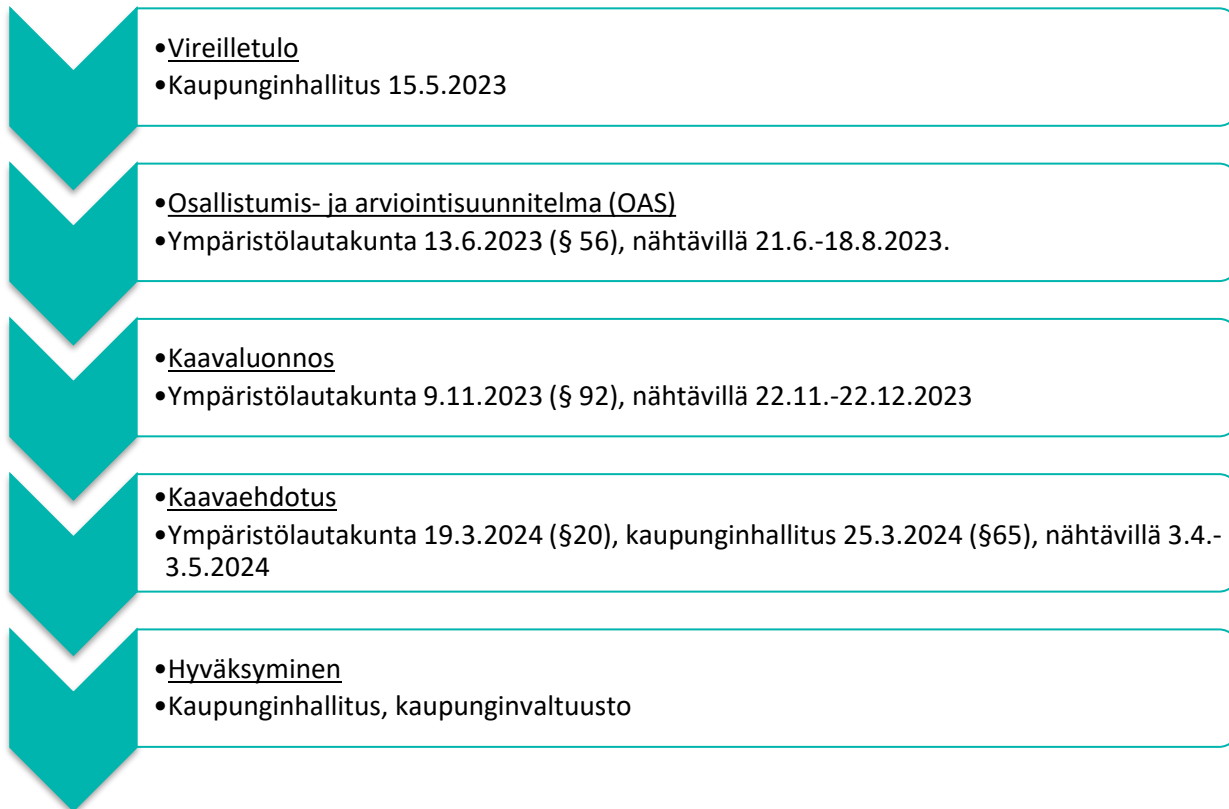 •Vireilletulo
•Kaupunginhallitus 15.5.2023
•Osallistumis- ja arviointisuunnitelma (OAS)
•Ympäristölautakunta 13.6.2023 (§ 56), nähtävillä 21.6.-18.8.2023.
•Kaavaluonnos
•Ympäristölautakunta 9.11.2023 (§ 92), nähtävillä 22.11.-22.12.2023
•Kaavaehdotus
•Ympäristölautakunta 19.3.2024 (§20), kaupunginhallitus 25.3.2024 (§65), nähtävillä 3.4.-
3.5.2024
•Hyväksyminen
•Kaupunginhallitus, kaupunginvaltuusto